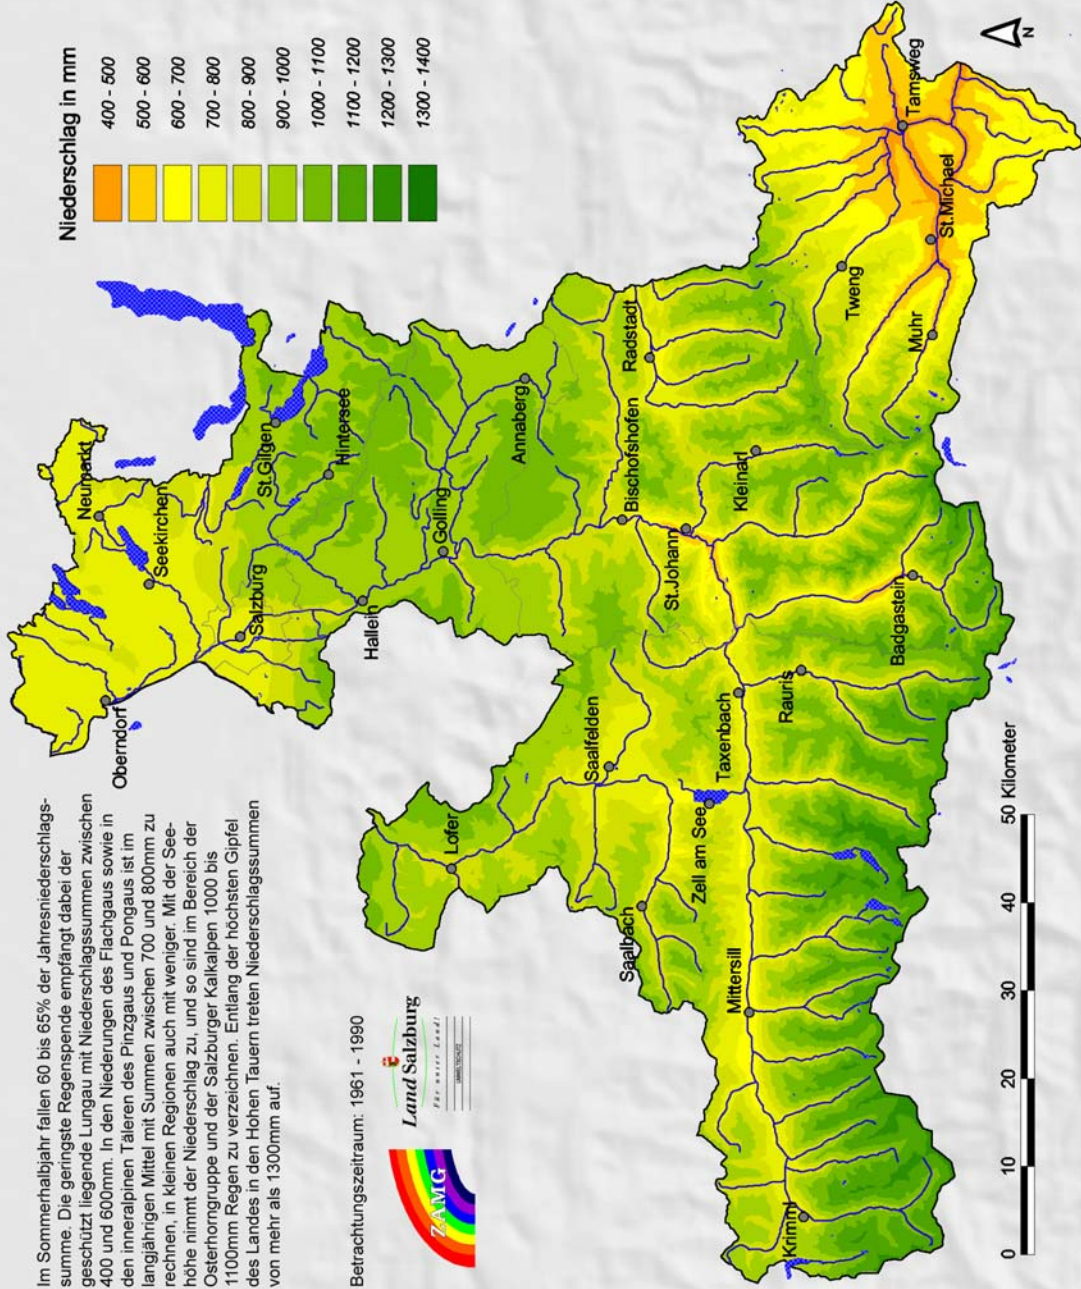 Im Sommerhalbjahr fallen 60 bis 65% der Jahresniederschlags-
summe. Die geringste Regenspende empfängt dabei der
geschützt liegende Lungau mit Niederschlagssummen zwischen
400 und 600mm. In den Niederungen des Flachgaus sowie in
den inneralpinen Täleren des Pinzgaus und Pongaus ist im
langjährigen Mittel mit Summen zwischen 700 und 800mm zu
rechnen, in kleinen Regionen auch mit weniger. Mit der See-
höhe nimmt der Niederschlag zu, und so sind im Bereich der
Osterhorngruppe und der Salzburger Kalkalpen 1000 bis
1100mm Regen zu verzeichnen. Entlang der höchsten Gipfel
des Landes in den Hohen Tauern treten Niederschlagssummen
von mehr als 1300mm auf.
Betrachtungszeitraum: 1961 - 1990
ZAMG
Land Salzburg
Für unser Land!
UMWELTSCHUTZ
Niederschlag in mm
400 - 500
500 - 600
600 - 700
700 - 800
800 - 900
900 - 1000
1000 - 1100
1100 - 1200
1200 - 1300
1300 - 1400
Neumarkt
Oberndorf
Seekirchen
Salzburg
St.Gilgen
Hintersee
Hallein
Golling
Lofer
Annaberg
Saalfelden
Bischofshofen
Radstadt
Saalbach
St.Johann
Zell am See
Taxenbach
Kleinarl
Mittersill
Rauris
Krimml
Badgastein
Tweng
Tamsweg
Muhr
St.Michael
0 10 20 30 40 50 Kilometer
N